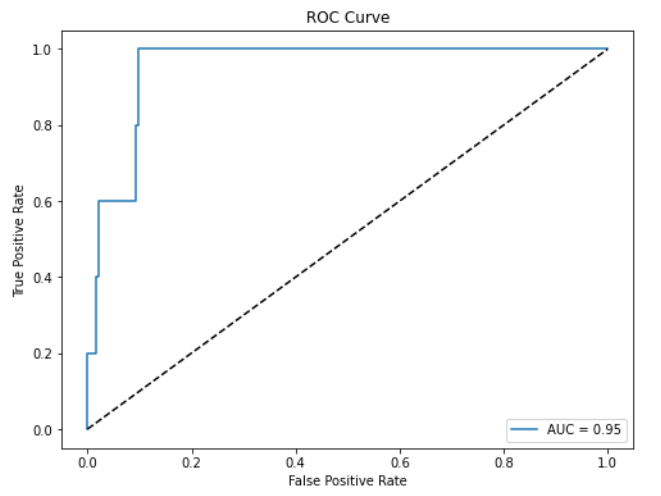 ROC Curve
1.0
0.8
0.6
0.4
0.2
0.0
True Positive Rate
AUC = 0.95
0.0 0.2 0.4 0.6 0.8 1.0
False Positive Rate